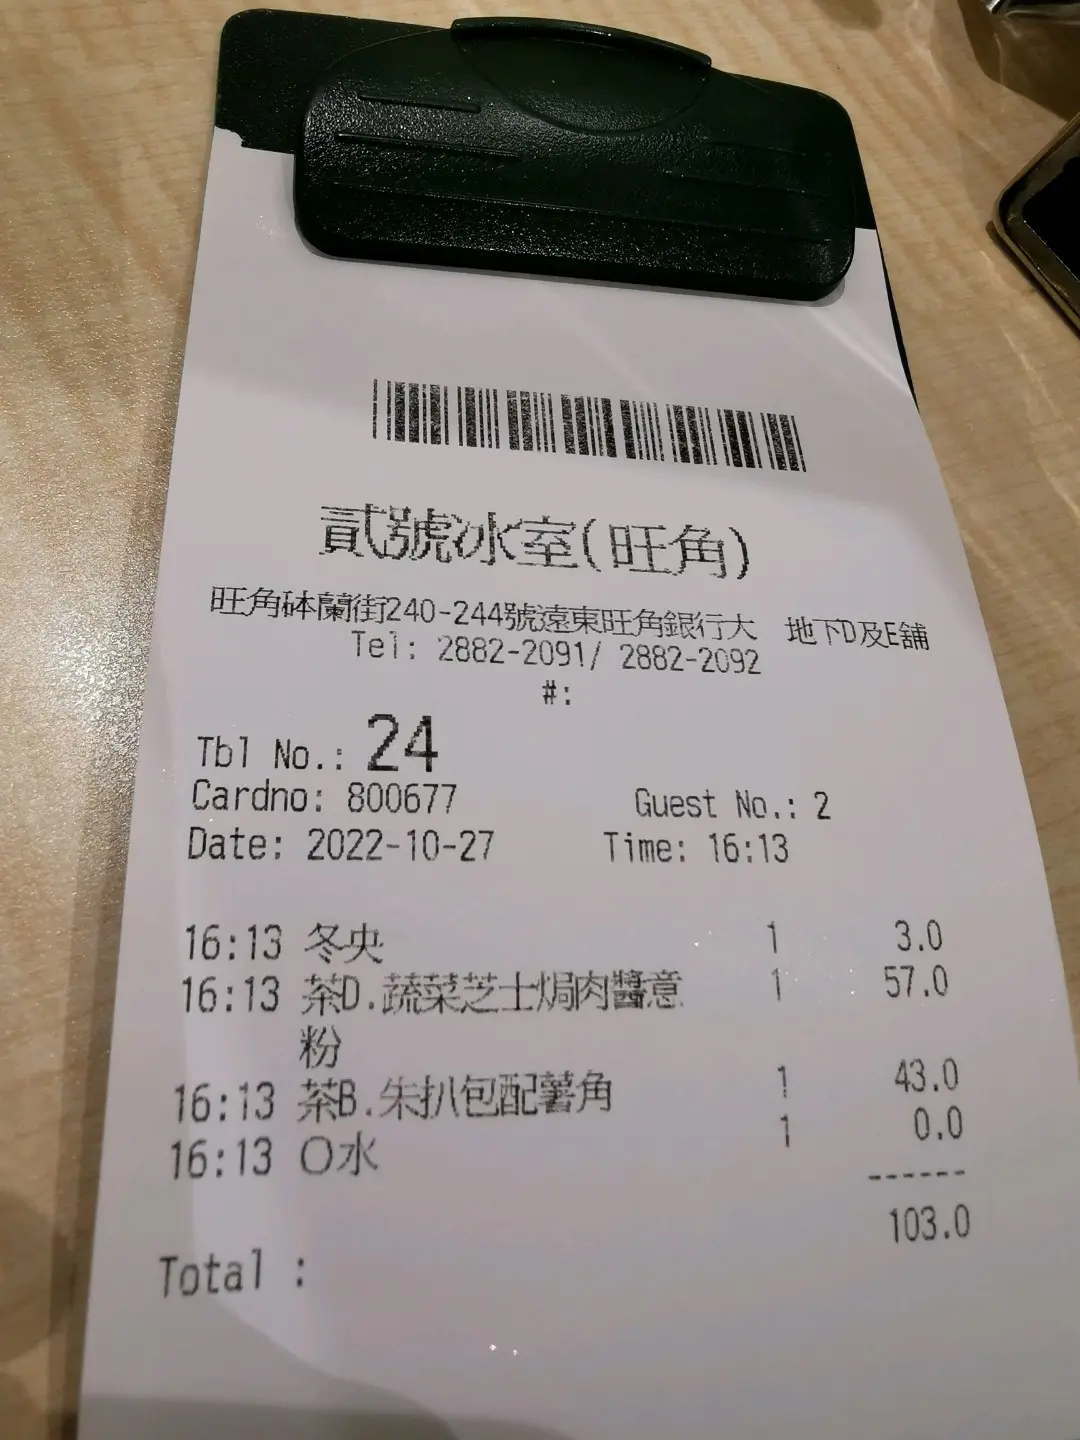 貳號冰室(旺角)
旺角砵蘭街240-244號遠東旺角銀行大 地下D及E舖
Tel: 2882-2091/ 2882-2092
#:
Tbl No.: 24
Cardno: 800677 Guest No.: 2
Date: 2022-10-27 Time: 16:13
16:13 冬央 1 3.0
16:13 茶D.蔬菜芝士焗肉醬意 1 57.0
粉
16:13 茶B.朱扒包配薯角 1 43.0
16:13 〇水 1 0.0
------
103.0
Total :